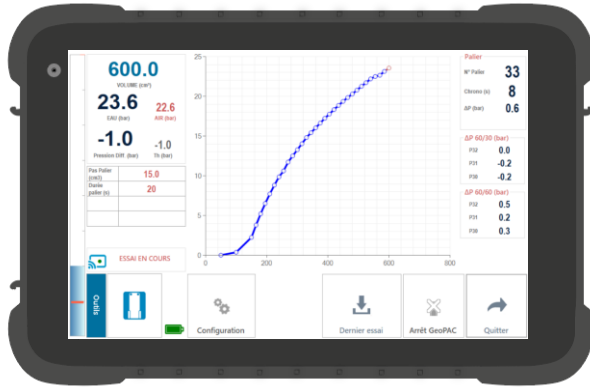 600.0
VOLUME (cm³)
23.6
22.6
EAU (bar)
AIR (bar)
-1.0
-1.0
Pression Diff. (bar)
Th (bar)
Pas Palier (cm3)
15.0
Durée palier (s)
20
ESSAI EN COURS
25
20
15
10
5
0
0
200
400
600
800
Palier
N° Palier
33
Chrono (s)
8
ΔP (bar)
0.6
ΔP 60/30 (bar)
P32
0.0
P31
-0.2
P30
-0.2
ΔP 60/60 (bar)
P32
0.5
P31
0.2
P30
0.3
Outils
Configuration
Dernier essai
Arrêt GeoPAC
Quitter